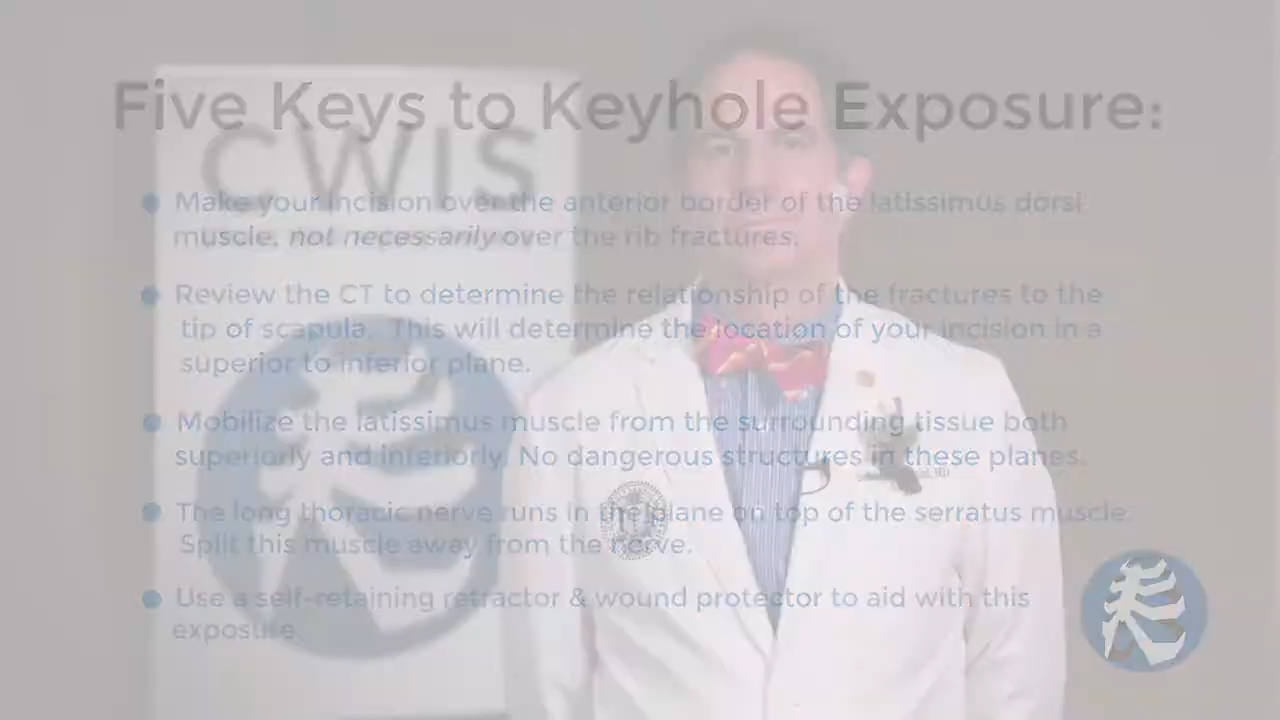 Five Keys to Keyhole Exposure:
CWIS
Make your incision over the anterior border of the latissimus dorsi
muscle, not necessarily over the rib fractures.
Review the CT to determine the relationship of the fractures to the
tip of scapula. This will determine the location of your incision in a
superior to inferior plane.
Mobilize the latissimus muscle from the surrounding tissue both
superiorly and inferiorly. No dangerous structures in these planes.
The long thoracic nerve runs in the plane on top of the serratus muscle.
Split this muscle away from the nerve.
Use a self-retaining retractor & wound protector to aid with this
exposure.